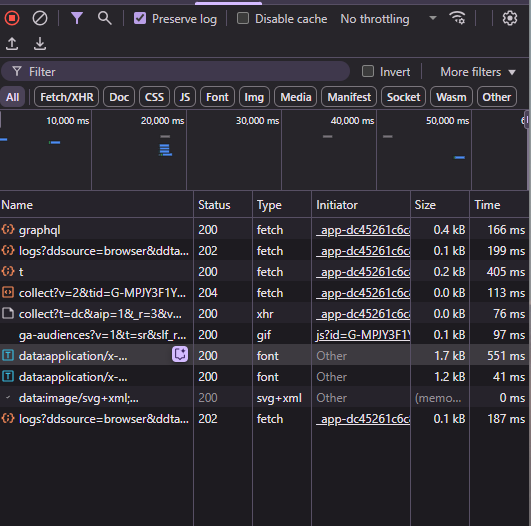 Preserve log Disable cache No throttling
Filter Invert More filters
All Fetch/XHR Doc CSS JS Font Img Media Manifest Socket Wasm Other
10,000 ms 20,000 ms 30,000 ms 40,000 ms 50,000 ms
Name Status Type Initiator Size Time
graphql 200 fetch _app-dc45261c6ca 0.4 kB 166 ms
logs?ddsource=browser&ddta... 202 fetch _app-dc45261c6ca 0.1 kB 199 ms
t 200 fetch _app-dc45261c6ca 0.2 kB 405 ms
collect?v=2&tid=G-MPJY3F1Y... 204 fetch _app-dc45261c6ca 0.0 kB 113 ms
collect?t=dc&aip=1&_r=3&v... 200 xhr _app-dc45261c6ca 0.0 kB 76 ms
ga-audiences?v=1&t=sr&slf_r... 200 gif js?id=G-MPJY3F1Y 0.1 kB 97 ms
data:application/x-... 200 font Other 1.7 kB 551 ms
data:application/x-... 200 font Other 1.2 kB 41 ms
data:image/svg+xml;... 200 svg+xml Other (memo... 0 ms
logs?ddsource=browser&ddta... 202 fetch _app-dc45261c6ca 0.1 kB 187 ms